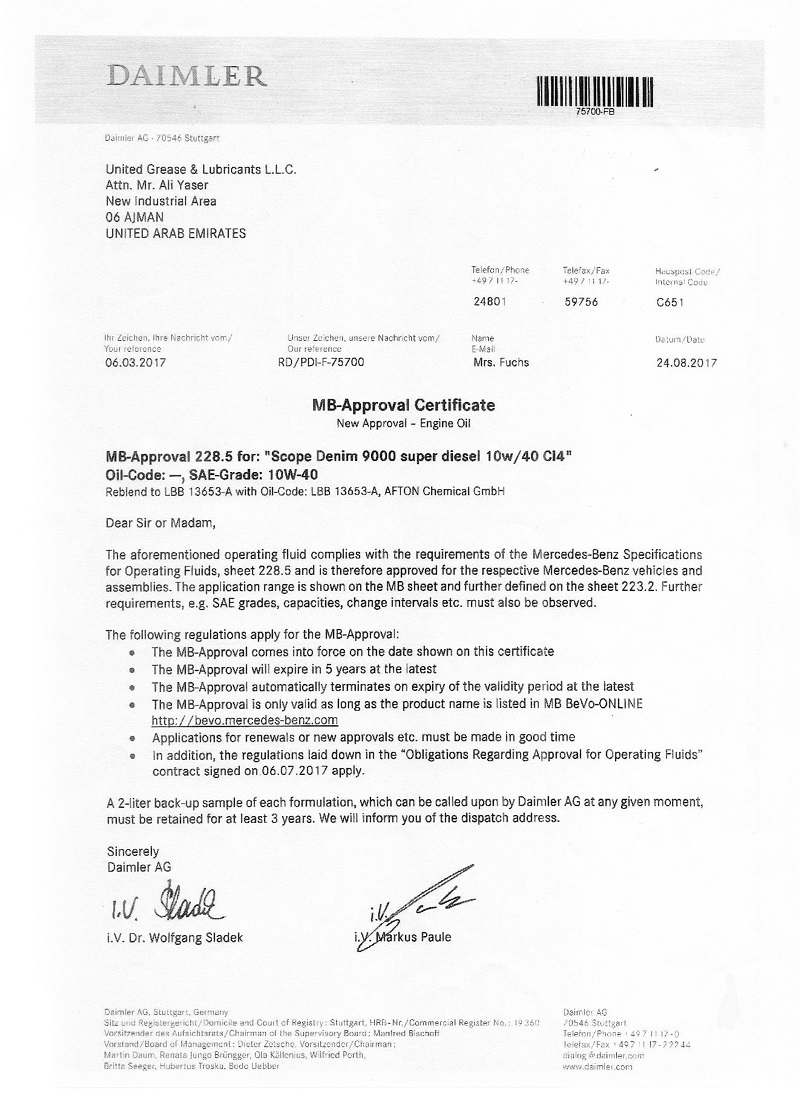 DAIMLER
75700-FB
Daimler AG - 70546 Stuttgart
United Grease & Lubricants L.L.C.
Attn. Mr. Ali Yaser
New Industrial Area
06 AJMAN
UNITED ARAB EMIRATES
Telefon/Phone Telefax/Fax Hauspost-Code/
+49 7 11 17- +49 7 11 17- Internal Code
24801 59756 C651
Ihr Zeichen, Ihre Nachricht vom/ Unser Zeichen, unsere Nachricht vom/ Name Datum/Date
Your reference Our reference E-Mail
06.03.2017 RD/PDI-F-75700 Mrs. Fuchs 24.08.2017
MB-Approval Certificate
New Approval - Engine Oil
MB-Approval 228.5 for: "Scope Denim 9000 super diesel 10w/40 CI4"
Oil-Code: —, SAE-Grade: 10W-40
Reblend to LBB 13653-A with Oil-Code: LBB 13653-A, AFTON Chemical GmbH
Dear Sir or Madam,
The aforementioned operating fluid complies with the requirements of the Mercedes-Benz Specifications
for Operating Fluids, sheet 228.5 and is therefore approved for the respective Mercedes-Benz vehicles and
assemblies. The application range is shown on the MB sheet and further defined on the sheet 223.2. Further
requirements, e.g. SAE grades, capacities, change intervals etc. must also be observed.
The following regulations apply for the MB-Approval:
• The MB-Approval comes into force on the date shown on this certificate
• The MB-Approval will expire in 5 years at the latest
• The MB-Approval automatically terminates on expiry of the validity period at the latest
• The MB-Approval is only valid as long as the product name is listed in MB BeVo-ONLINE
http://bevo.mercedes-benz.com
• Applications for renewals or new approvals etc. must be made in good time
• In addition, the regulations laid down in the "Obligations Regarding Approval for Operating Fluids"
contract signed on 06.07.2017 apply.
A 2-liter back-up sample of each formulation, which can be called upon by Daimler AG at any given moment,
must be retained for at least 3 years. We will inform you of the dispatch address.
Sincerely
Daimler AG
i.V. Sladek i.V.
i.V. Dr. Wolfgang Sladek i.V. Markus Paule
Daimler AG, Stuttgart, Germany
Sitz und Registergericht/Domicile and Court of Registry: Stuttgart, HRB-Nr./Commercial Register No.: 19 360
Vorsitzender des Aufsichtsrats/Chairman of the Supervisory Board: Manfred Bischoff
Vorstand/Board of Management: Dieter Zetsche, Vorsitzender/Chairman;
Martin Daum, Renata Jungo Brüngger, Ola Källenius, Wilfried Porth,
Britta Seeger, Hubertus Troska, Bodo Uebber
Daimler AG
70546 Stuttgart
Telefon/Phone +49 7 11 17-0
Telefax/Fax +49 7 11 17-2 22 44
dialog@daimler.com
www.daimler.com